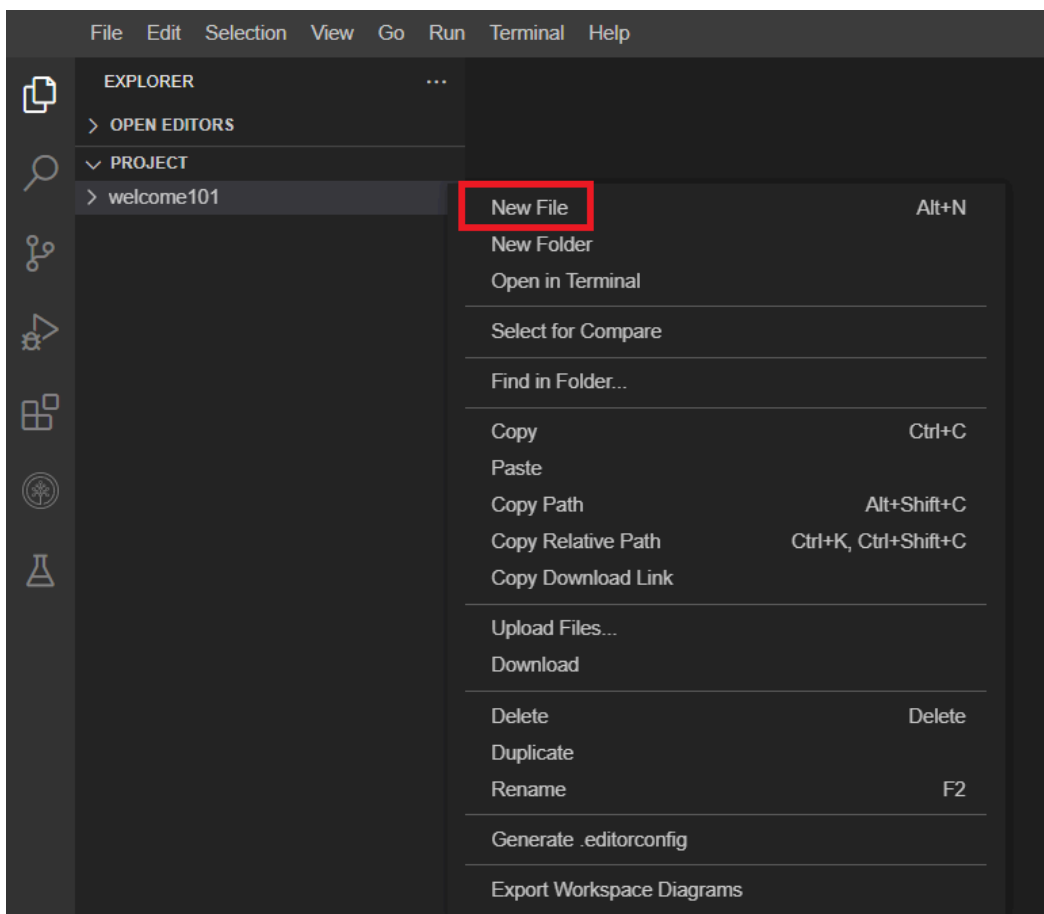 File Edit Selection View Go Run Terminal Help
EXPLORER ...
OPEN EDITORS
PROJECT
welcome101
New File Alt+N
New Folder
Open in Terminal
Select for Compare
Find in Folder...
Copy Ctrl+C
Paste
Copy Path Alt+Shift+C
Copy Relative Path Ctrl+K, Ctrl+Shift+C
Copy Download Link
Upload Files...
Download
Delete Delete
Duplicate
Rename F2
Generate .editorconfig
Export Workspace Diagrams